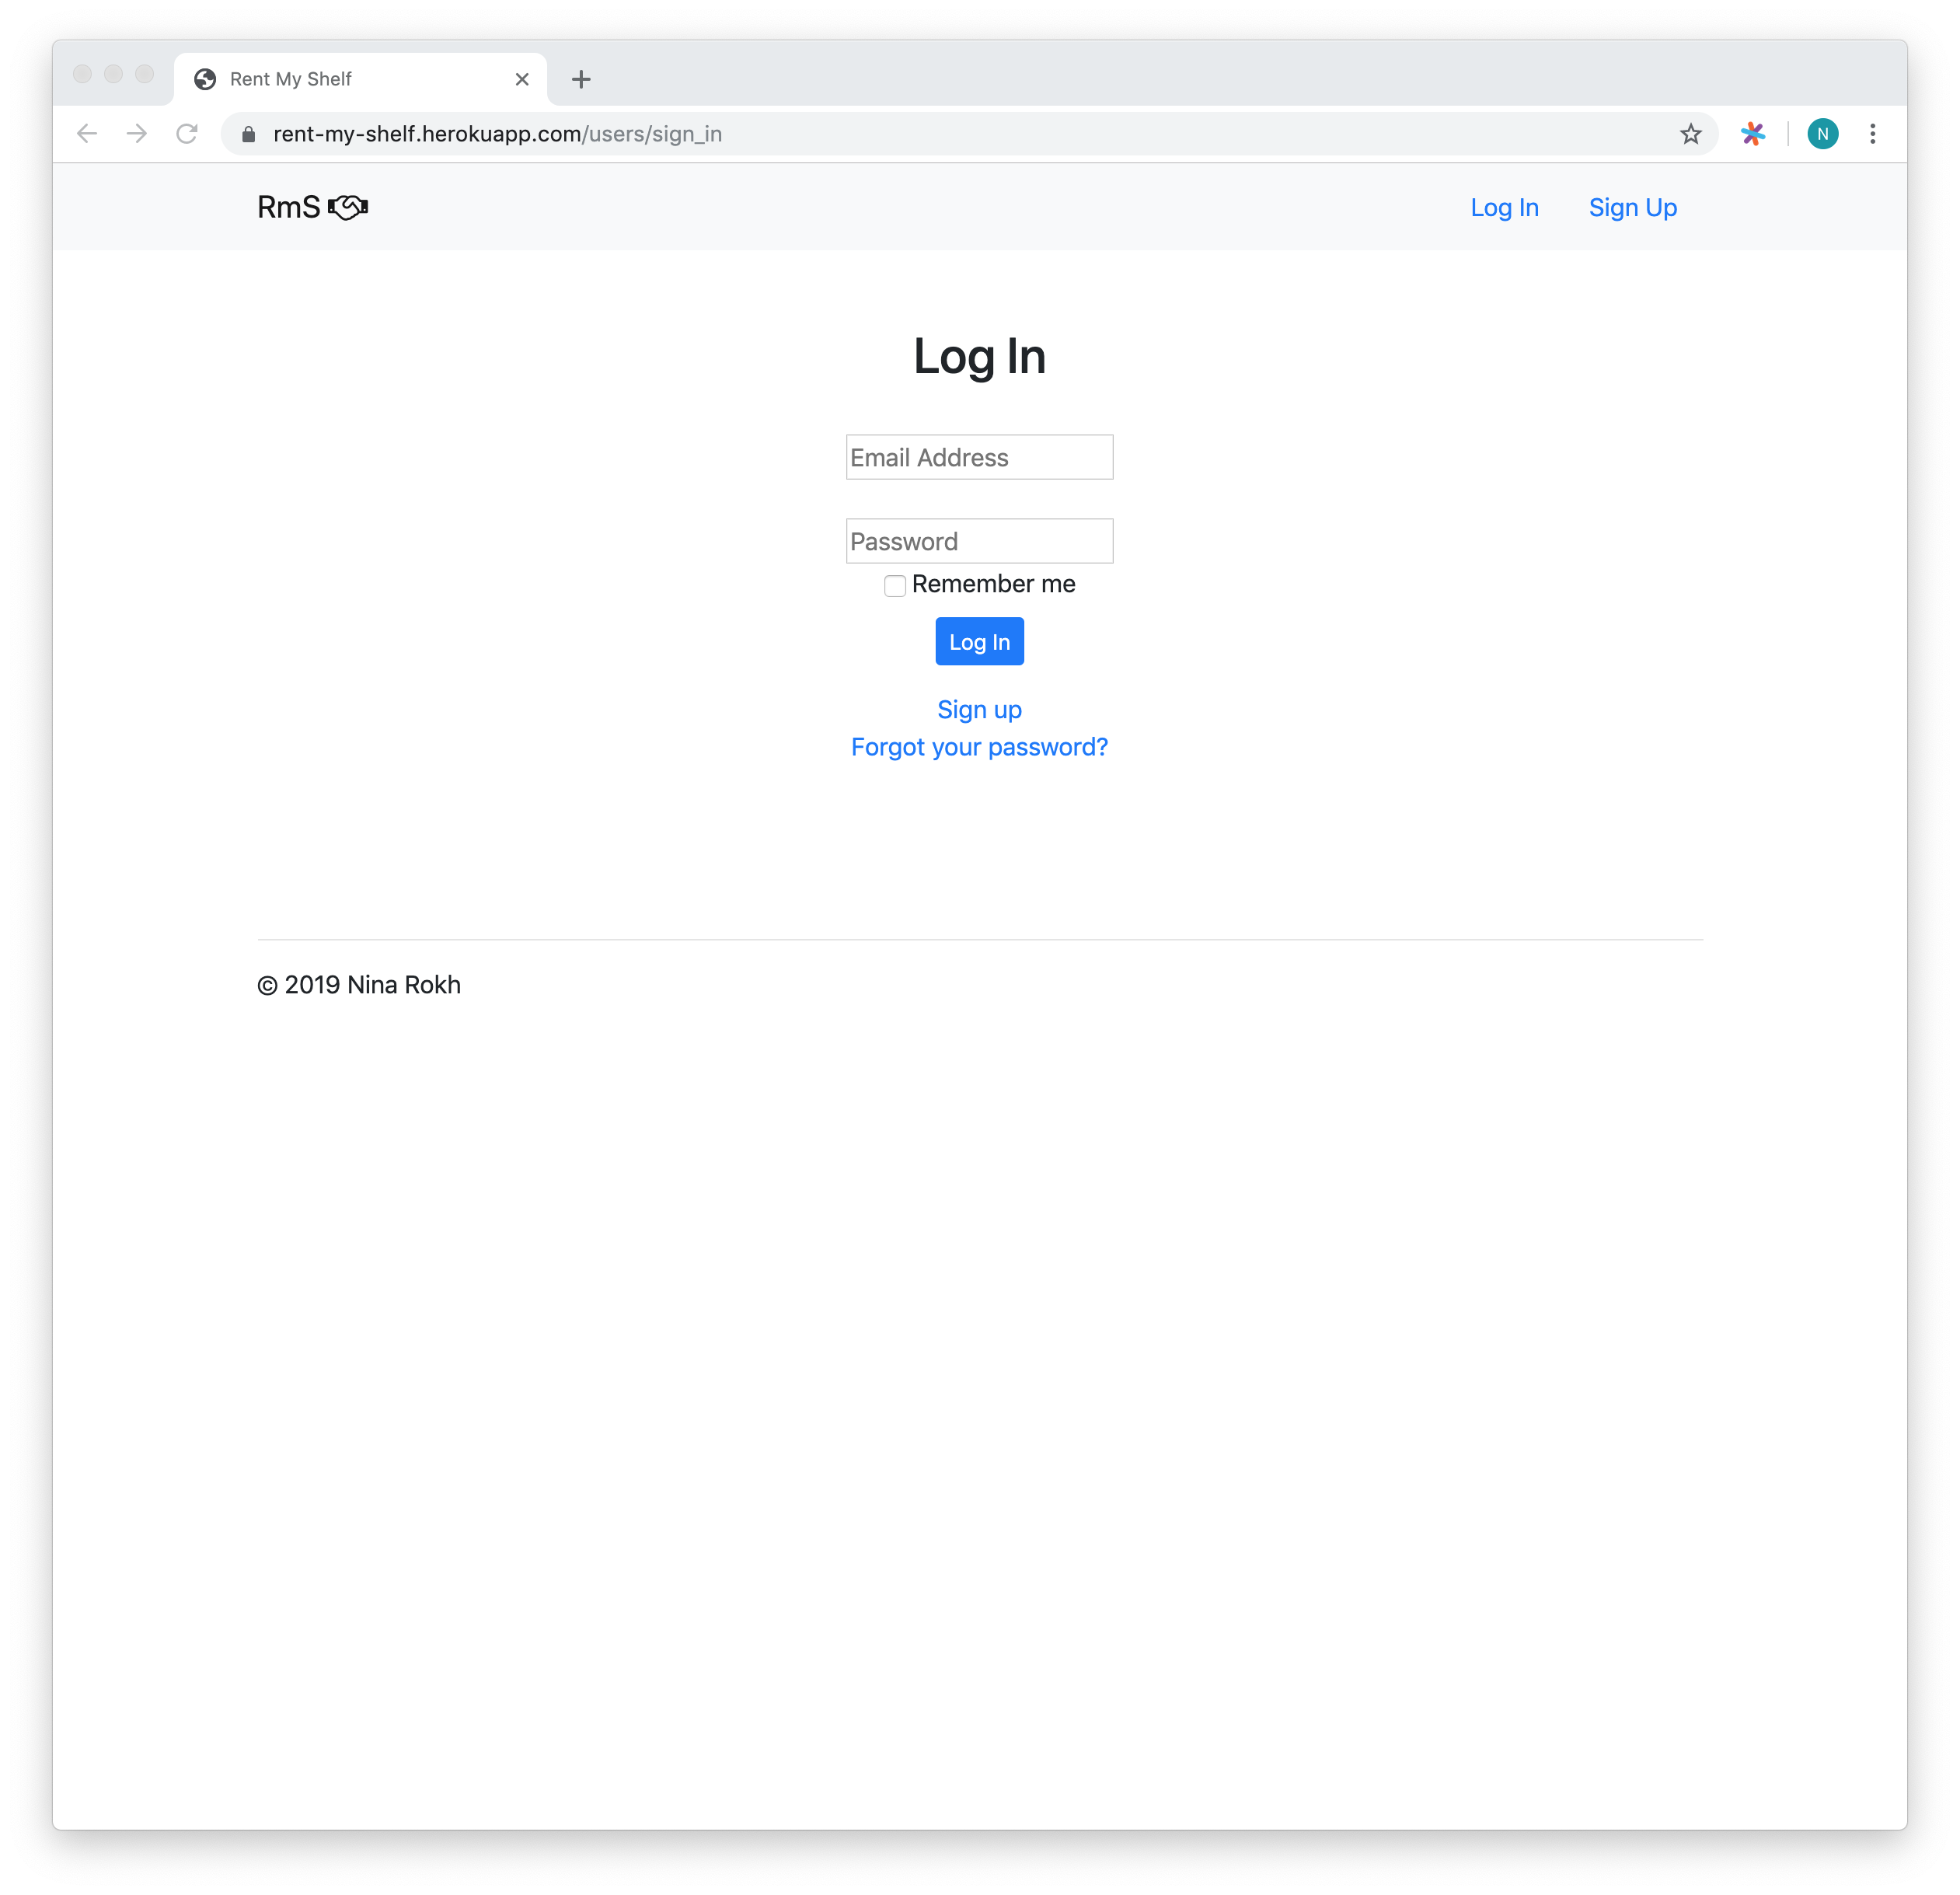 Rent My Shelf
rent-my-shelf.herokuapp.com/users/sign_in
N
RmS
Log In
Sign Up
Log In
Email Address
Password
Remember me
Log In
Sign up
Forgot your password?
© 2019 Nina Rokh